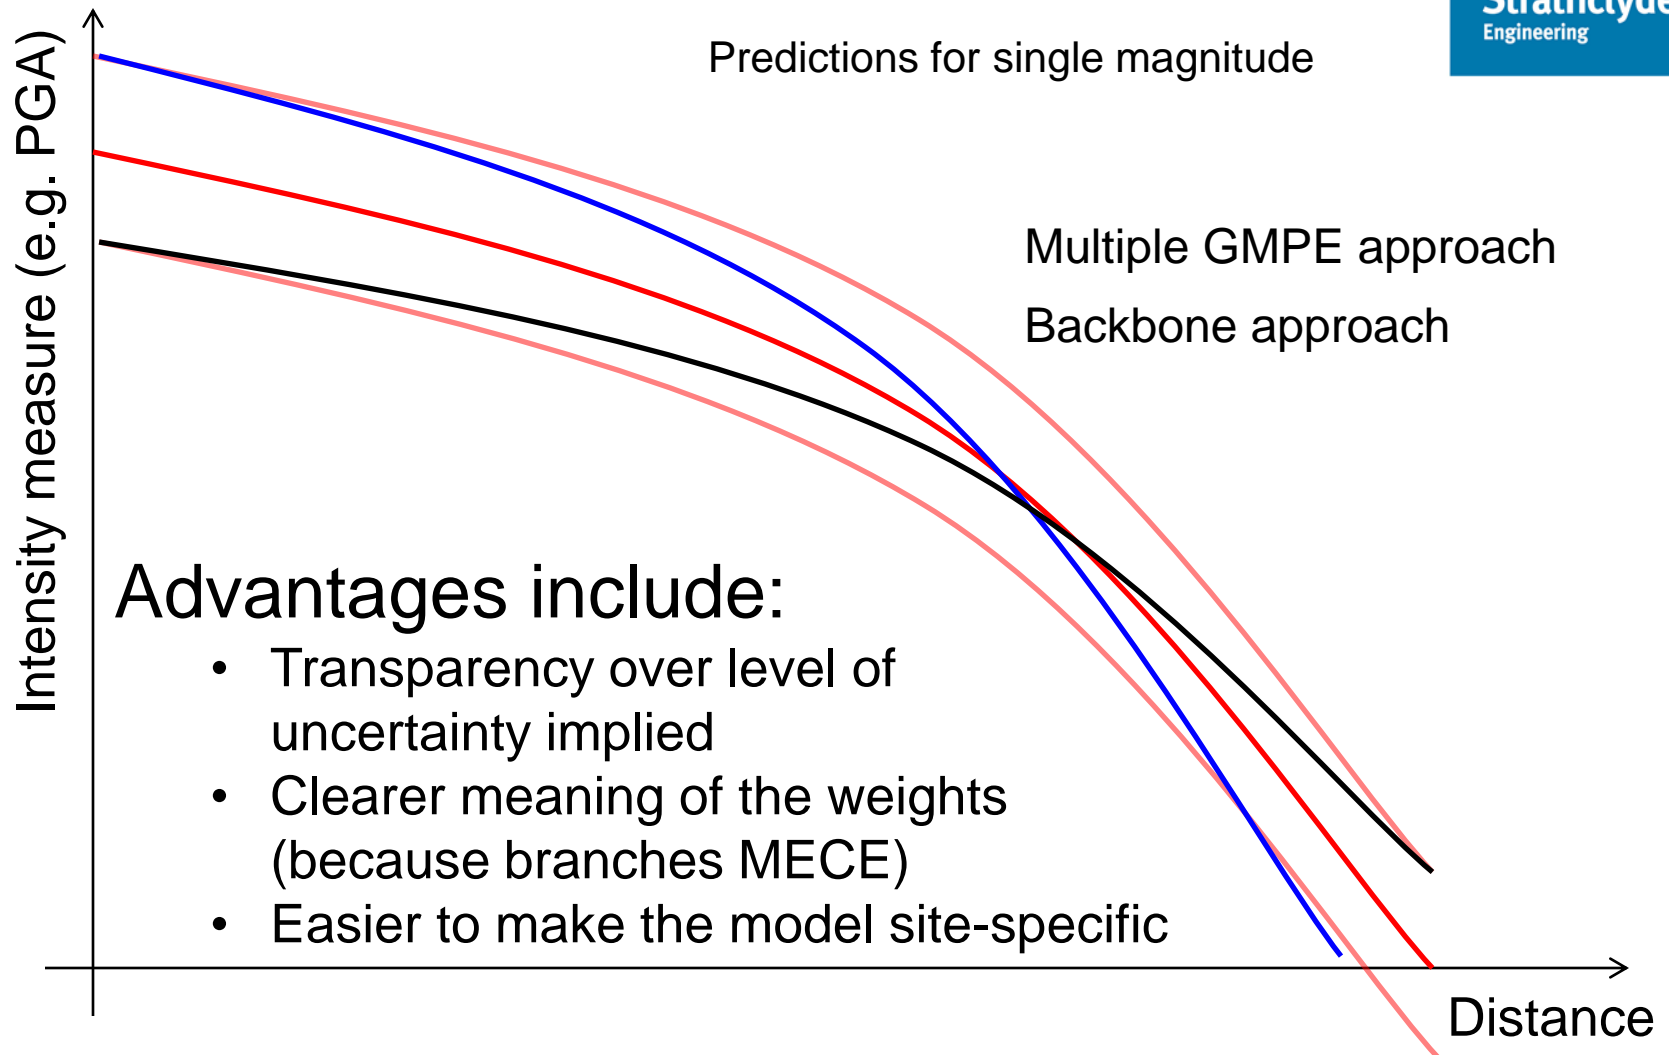 Strathclyde
Engineering
Predictions for single magnitude
Intensity measure (e.g. PGA)
Multiple GMPE approach
Backbone approach
Advantages include:
• Transparency over level of
uncertainty implied
• Clearer meaning of the weights
(because branches MECE)
• Easier to make the model site-specific
Distance